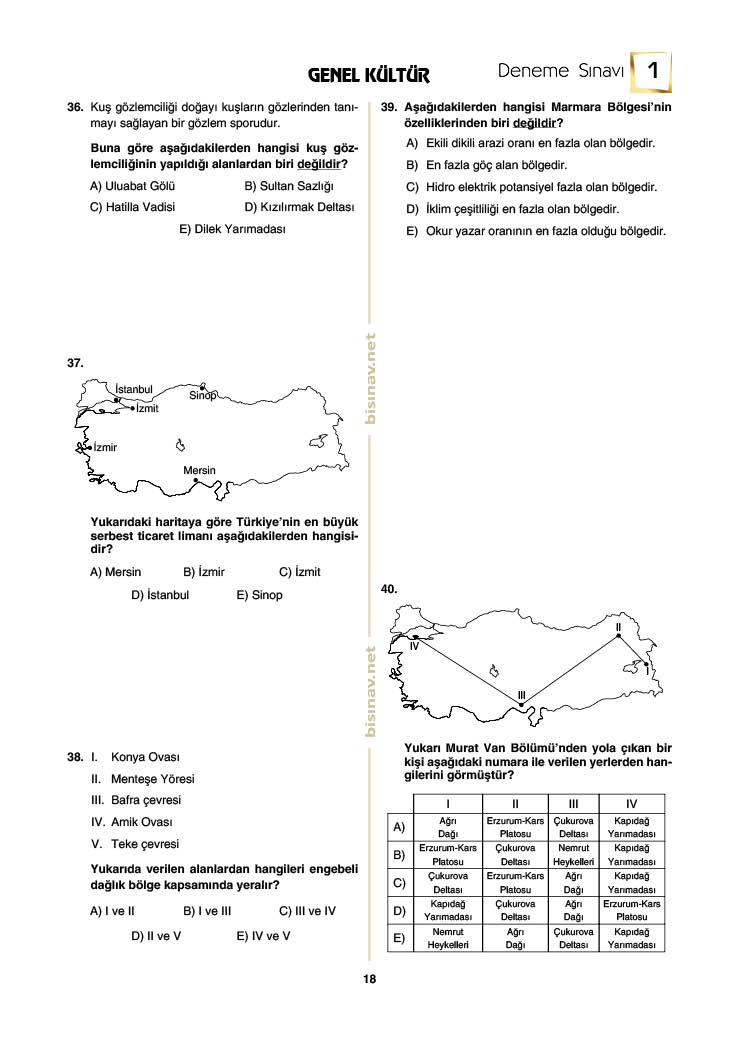 GENEL KÜLTÜR
Deneme Sınavı 1
36. Kuş gözlemciliği doğayı kuşların gözlerinden tanı-
mayı sağlayan bir gözlem sporudur.
Buna göre aşağıdakilerden hangisi kuş göz-
lemciliğinin yapıldığı alanlardan biri değildir?
A) Uluabat Gölü B) Sultan Sazlığı
C) Hatilla Vadisi D) Kızılırmak Deltası
E) Dilek Yarımadası
37.
İstanbul
Sinop
İzmit
İzmir
Mersin
Yukarıdaki haritaya göre Türkiye'nin en büyük
serbest ticaret limanı aşağıdakilerden hangisi-
dir?
A) Mersin B) İzmir C) İzmit
D) İstanbul E) Sinop
38. I. Konya Ovası
II. Menteşe Yöresi
III. Bafra çevresi
IV. Amik Ovası
V. Teke çevresi
Yukarıda verilen alanlardan hangileri engebeli
dağlık bölge kapsamında yeralır?
A) I ve II B) I ve III C) III ve IV
D) II ve V E) IV ve V
bisınav.net
bisınav.net
39. Aşağıdakilerden hangisi Marmara Bölgesi'nin
özelliklerinden biri değildir?
A) Ekili dikili arazi oranı en fazla olan bölgedir.
B) En fazla göç alan bölgedir.
C) Hidro elektrik potansiyel fazla olan bölgedir.
D) İklim çeşitliliği en fazla olan bölgedir.
E) Okur yazar oranının en fazla olduğu bölgedir.
40.
II
IV
I
III
Yukarı Murat Van Bölümü'nden yola çıkan bir
kişi aşağıdaki numara ile verilen yerlerden han-
gilerini görmüştür?
I II III IV
A) Ağrı Dağı Erzurum-Kars Platosu Çukurova Deltası Kapıdağ Yarımadası
B) Erzurum-Kars Platosu Çukurova Deltası Nemrut Heykelleri Kapıdağ Yarımadası
C) Çukurova Deltası Erzurum-Kars Platosu Ağrı Dağı Kapıdağ Yarımadası
D) Kapıdağ Yarımadası Çukurova Deltası Ağrı Dağı Erzurum-Kars Platosu
E) Nemrut Heykelleri Ağrı Dağı Çukurova Deltası Kapıdağ Yarımadası
18